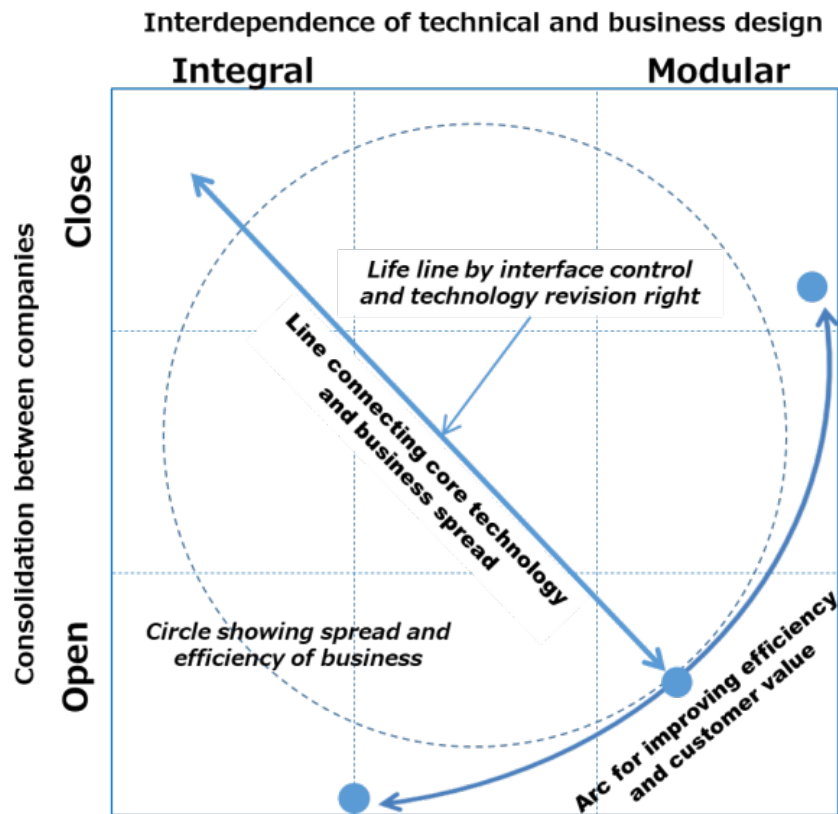 Interdependence of technical and business design
Integral
Modular
Consolidation between companies
Close
Open
Life line by interface control
and technology revision right
Line connecting core technology
and business spread
Circle showing spread and
efficiency of business
Arc for improving efficiency
and customer value